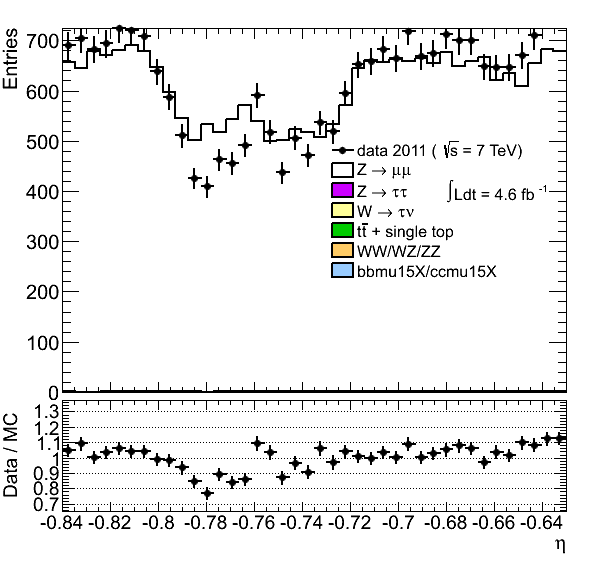 Entries
700
600
500
400
300
200
100
0
data 2011 ( √s = 7 TeV)
Z → μμ
Z → ττ
∫Ldt = 4.6 fb⁻¹
W → τν
tt̄ + single top
WW/WZ/ZZ
bbmu15X/ccmu15X
Data / MC
1.3
1.2
1.1
1
0.9
0.8
0.7
-0.84 -0.82 -0.8 -0.78 -0.76 -0.74 -0.72 -0.7 -0.68 -0.66 -0.64
η